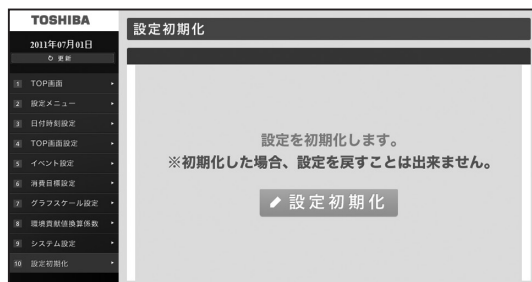 TOSHIBA
2011年07月01日
更新
1 TOP画面
2 設定メニュー
3 日付時刻設定
4 TOP画面設定
5 イベント設定
6 消費目標設定
7 グラフスケール設定
8 環境貢献値換算係数
9 システム設定
10 設定初期化
設定初期化
設定を初期化します。
※初期化した場合、設定を戻すことは出来ません。
設定初期化